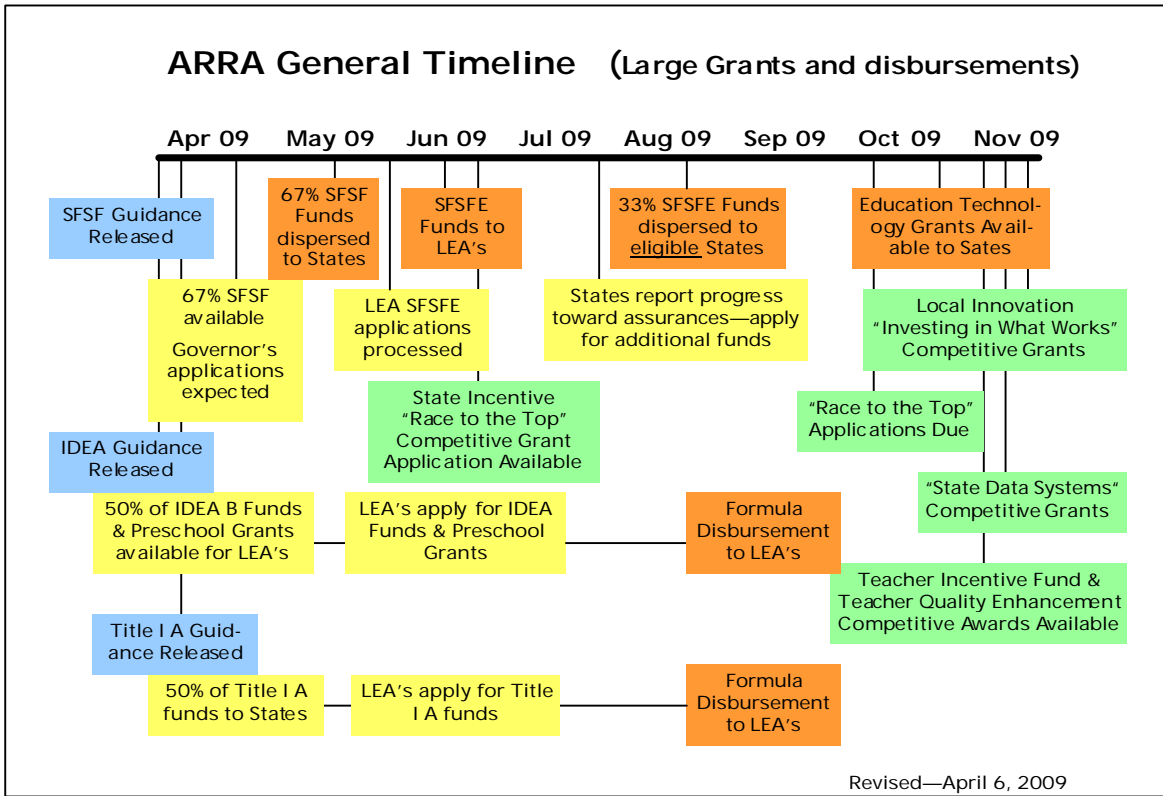 ARRA General Timeline (Large Grants and disbursements)
Apr 09 May 09 Jun 09 Jul 09 Aug 09 Sep 09 Oct 09 Nov 09
SFSF Guidance
Released
67% SFSF
Funds
dispersed
to States
SFSFE
Funds to
LEA's
33% SFSFE Funds
dispersed to
eligible States
Education Technol-
ogy Grants Avail-
able to Sates
67% SFSF
available
Governor's
applications
expected
LEA SFSFE
applications
processed
States report progress
toward assurances—apply
for additional funds
Local Innovation
“Investing in What Works”
Competitive Grants
State Incentive
“Race to the Top”
Competitive Grant
Application Available
“Race to the Top”
Applications Due
IDEA Guidance
Released
“State Data Systems“
Competitive Grants
50% of IDEA B Funds
& Preschool Grants
available for LEA's
LEA's apply for IDEA
Funds & Preschool
Grants
Formula
Disbursement
to LEA's
Teacher Incentive Fund &
Teacher Quality Enhancement
Competitive Awards Available
Title I A Guid-
ance Released
50% of Title I A
funds to States
LEA's apply for Title
I A funds
Formula
Disbursement
to LEA's
Revised—April 6, 2009